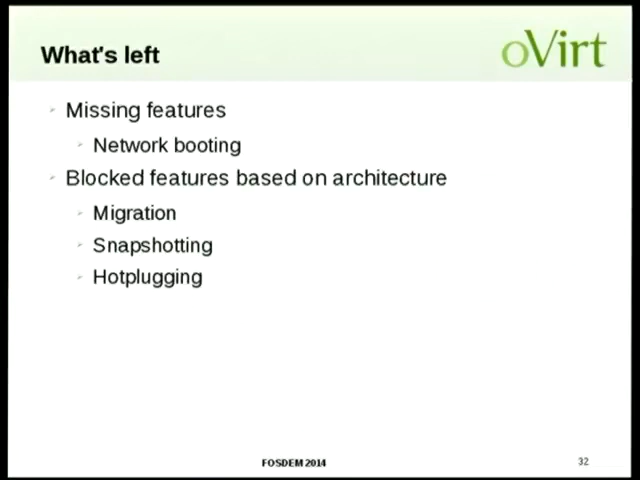 What's left
oVirt
Missing features
Network booting
Blocked features based on architecture
Migration
Snapshotting
Hotplugging
FOSDEM 2014
32